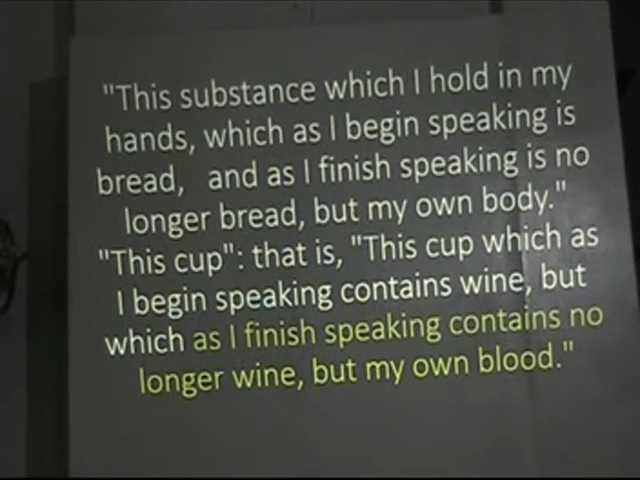 "This substance which I hold in my
hands, which as I begin speaking is
bread, and as I finish speaking is no
longer bread, but my own body."
"This cup": that is, "This cup which as
I begin speaking contains wine, but
which as I finish speaking contains no
longer wine, but my own blood."